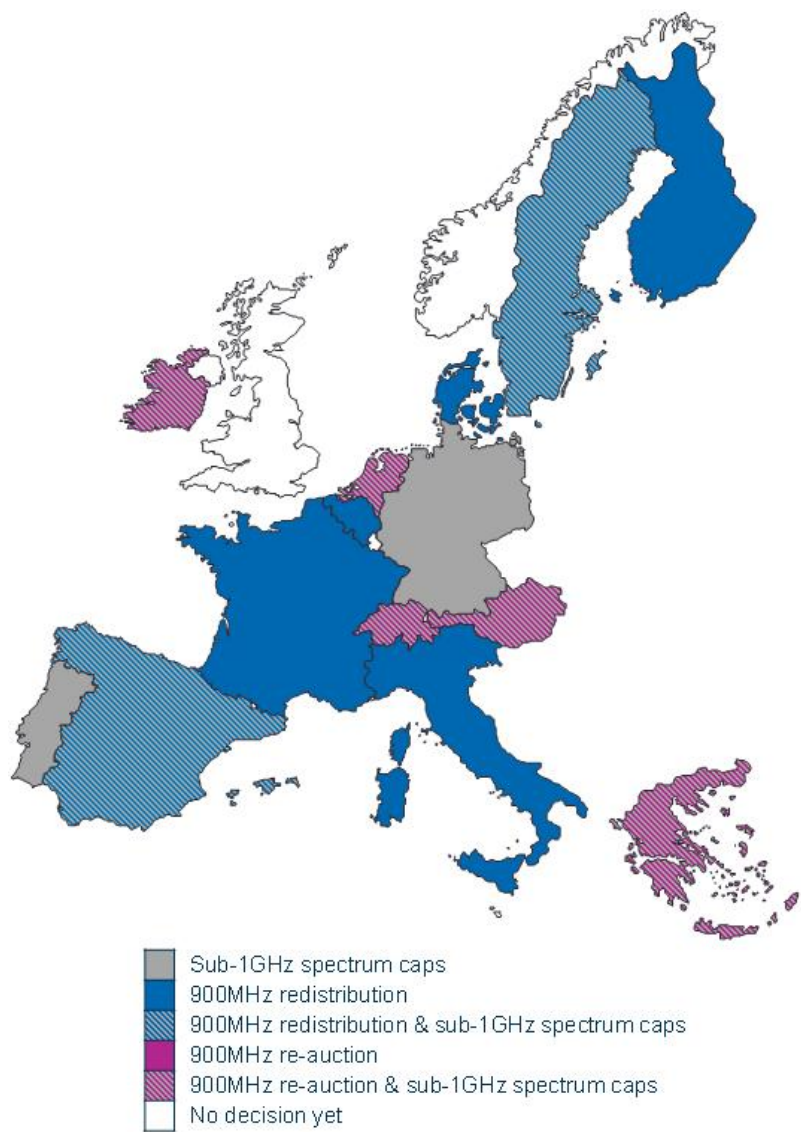 Sub-1GHz spectrum caps
900MHz redistribution
900MHz redistribution & sub-1GHz spectrum caps
900MHz re-auction
900MHz re-auction & sub-1GHz spectrum caps
No decision yet